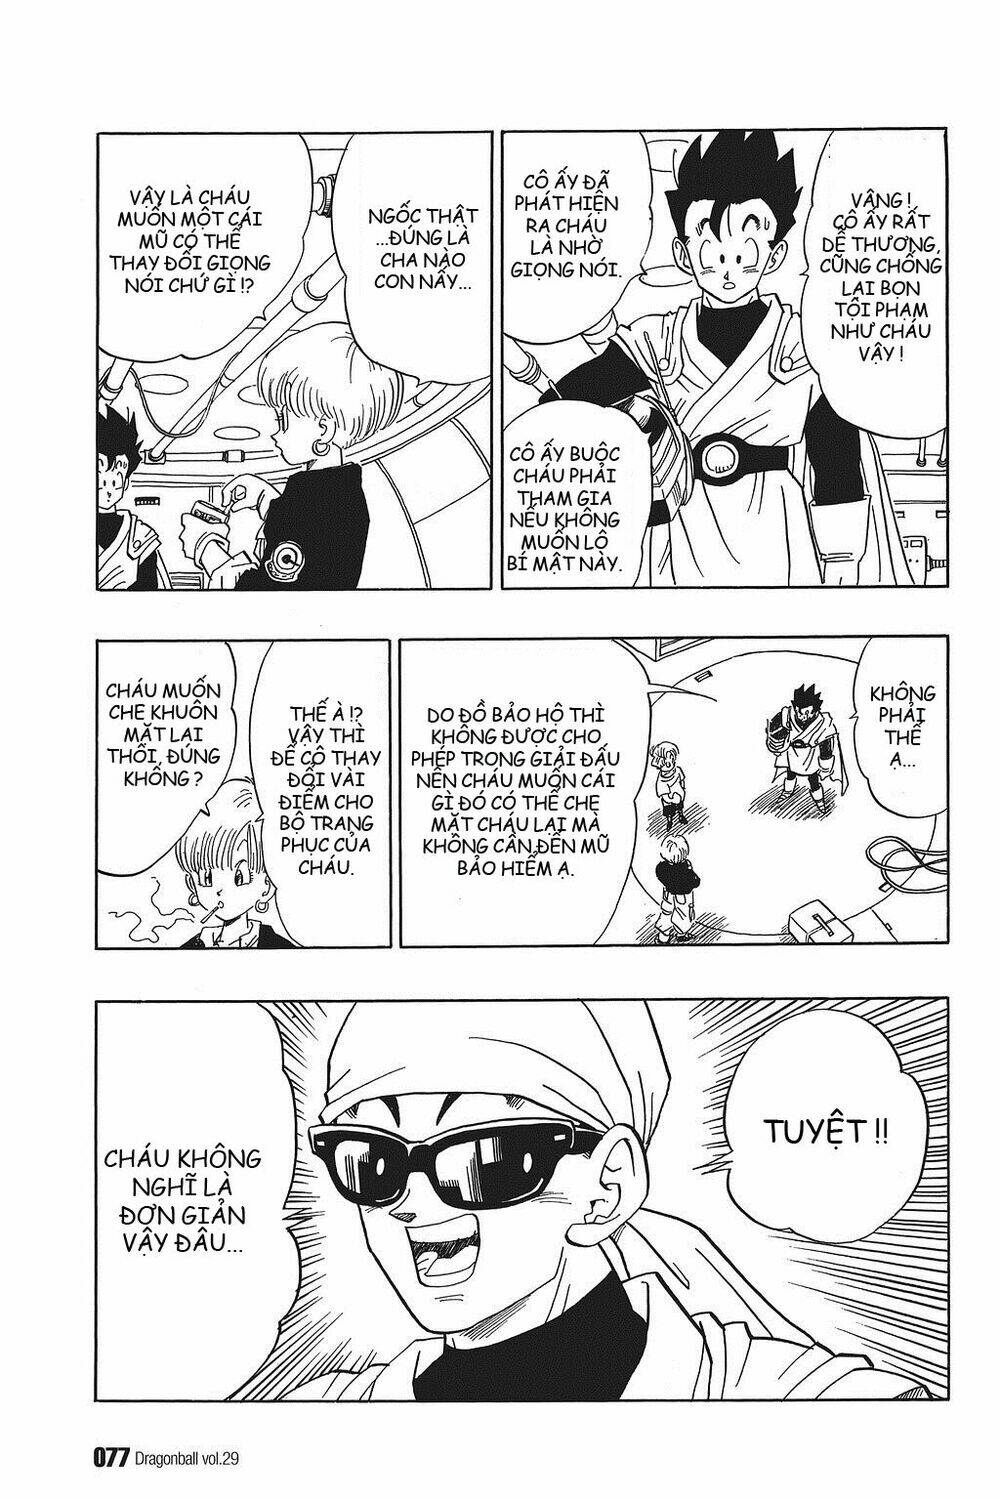 VÂNG !
CÔ ẤY RẤT
DỄ THƯƠNG,
CŨNG CHỐNG
LẠI BỌN
TỘI PHẠM
NHƯ CHÁU
VẬY !
CÔ ẤY ĐÃ
PHÁT HIỆN
RA CHÁU
LÀ NHỜ
GIỌNG NÓI.
CÔ ẤY BUỘC
CHÁU PHẢI
THAM GIA
NẾU KHÔNG
MUỐN LỘ
BÍ MẬT NÀY.
NGỐC THẬT
...ĐÚNG LÀ
CHA NÀO
CON NẤY...
VẬY LÀ CHÁU
MUỐN MỘT CÁI
MŨ CÓ THỂ
THAY ĐỔI GIỌNG
NÓI CHỨ GÌ !?
KHÔNG
PHẢI
THẾ
Ạ...
DO ĐỒ BẢO HỘ THÌ
KHÔNG ĐƯỢC CHO
PHÉP TRONG GIẢI ĐẤU
NÊN CHÁU MUỐN CÁI
GÌ ĐÓ CÓ THỂ CHE
MẶT CHÁU LẠI MÀ
KHÔNG CẦN ĐẾN MŨ
BẢO HIỂM Ạ.
THẾ À !?
VẬY THÌ
ĐỂ CÔ THAY
ĐỔI VÀI
ĐIỂM CHO
BỘ TRANG
PHỤC CỦA
CHÁU.
CHÁU MUỐN
CHE KHUÔN
MẶT LẠI
THÔI, ĐÚNG
KHÔNG ?
TUYỆT !!
CHÁU KHÔNG
NGHĨ LÀ
ĐƠN GIẢN
VẬY ĐÂU...
077 Dragonball vol.29